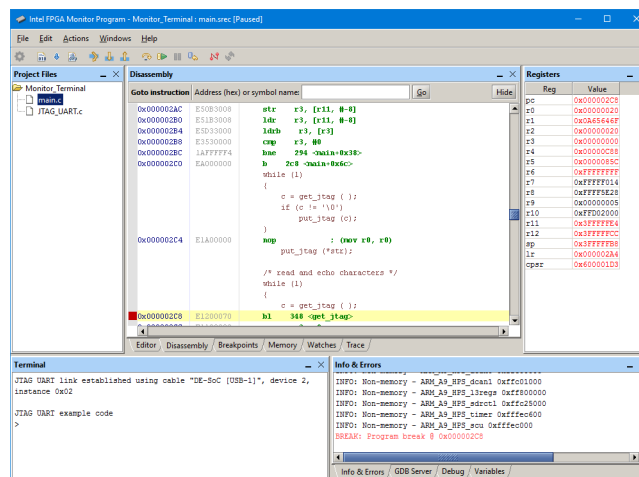 Intel FPGA Monitor Program - Monitor_Terminal : main.srec [Paused]
File Edit Actions Windows Help
Project Files
Monitor_Terminal
main.c
JTAG_UART.c
Disassembly
Goto instruction Address (hex) or symbol name: Go Hide
0x000002AC E50B3008 str r3, [r11, #-8]
0x000002B0 E51B3008 ldr r3, [r11, #-8]
0x000002B4 E5D33000 ldrb r3, [r3]
0x000002B8 E3530000 cmp r3, #0
0x000002BC 1AFFFFF4 bne 294 <main+0x38>
0x000002C0 EA000000 b 2c8 <main+0x6c>
while (1)
{
c = get_jtag ( );
if (c != '\0')
put_jtag (c);
}
0x000002C4 E1A00000 nop ; (mov r0, r0)
put_jtag (*str);
/* read and echo characters */
while (1)
{
c = get_jtag ( );
0x000002C8 E1200070 bl 348 <get_jtag>
Editor Disassembly Breakpoints Memory Watches Trace
Registers
Reg Value
pc 0x000002C8
r0 0x00000020
r1 0x0A65646F
r2 0x00000020
r3 0x00000000
r4 0x00000C88
r5 0x0000085C
r6 0xFFFFFFFF
r7 0xFFFFF014
r8 0xFFFF5E28
r9 0x00000005
r10 0xFFD02000
r11 0x3FFFFFE4
r12 0x3FFFFFCC
sp 0x3FFFFFB8
lr 0x000002A4
cpsr 0x600001D3
Terminal
JTAG UART link established using cable "DE-SoC [USB-1]", device 2,
instance 0x02
JTAG UART example code
>
Info & Errors
INFO: Non-memory - ARM_A9_HPS_dcan1 0xffc01000
INFO: Non-memory - ARM_A9_HPS_l3regs 0xff800000
INFO: Non-memory - ARM_A9_HPS_sdrctl 0xffc25000
INFO: Non-memory - ARM_A9_HPS_timer 0xfffec600
INFO: Non-memory - ARM_A9_HPS_scu 0xfffec000
BREAK: Program break @ 0x000002C8
Info & Errors GDB Server Debug Variables